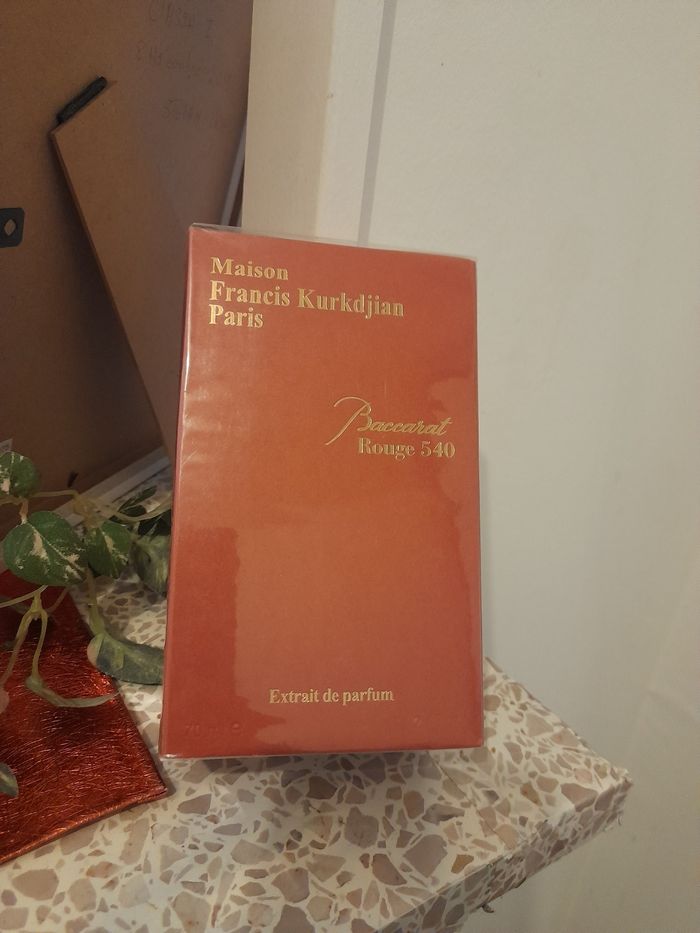 Maison
Francis Kurkdjian
Paris
Baccarat
Rouge 540
Extrait de parfum